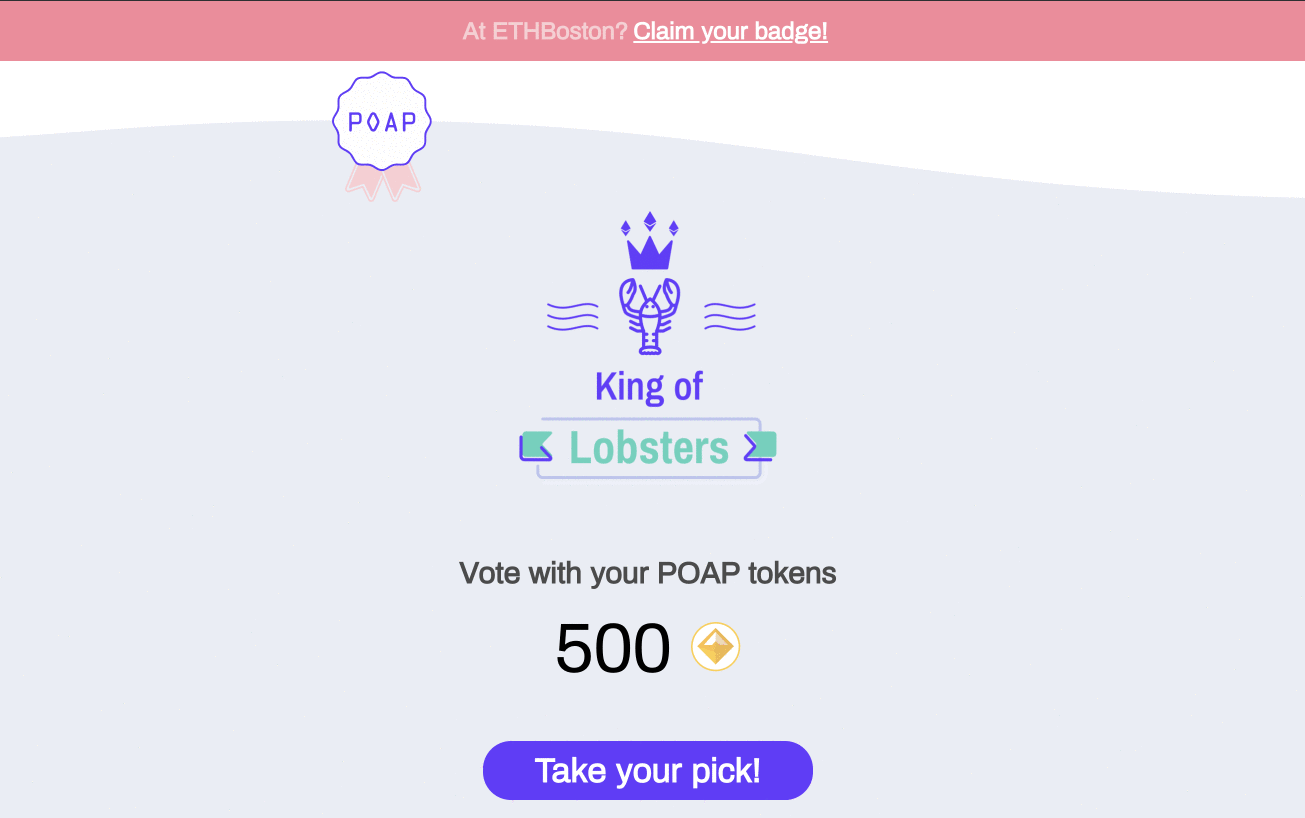 At ETHBoston? Claim your badge!
POAP
King of
Lobsters
Vote with your POAP tokens
500
Take your pick!